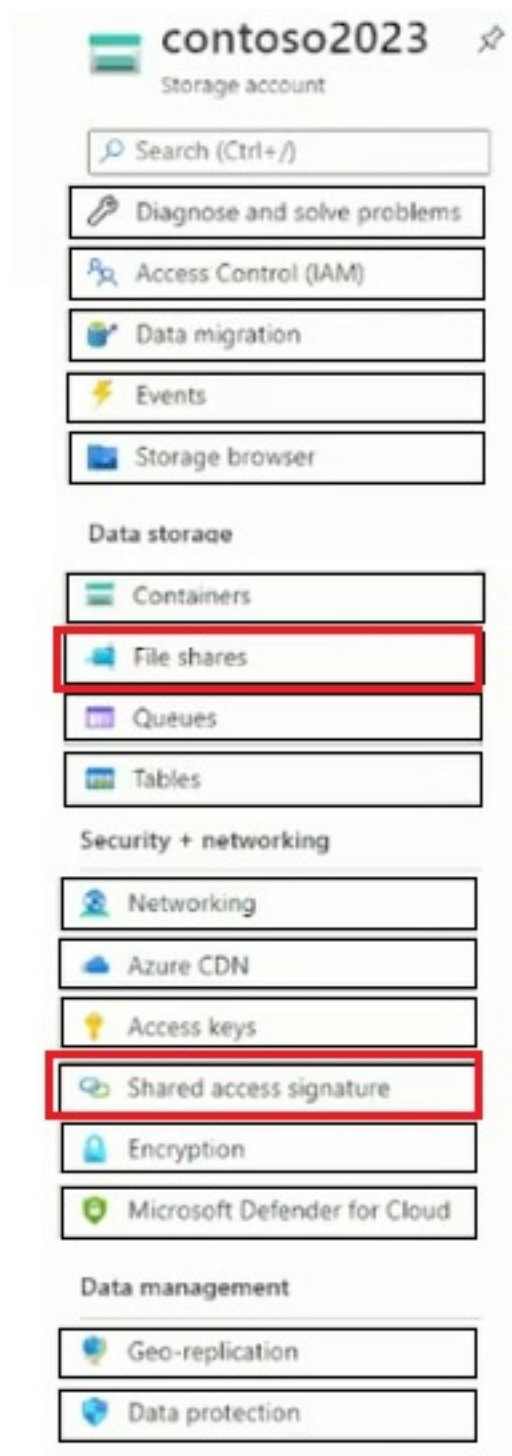 contoso2023
Storage account
Search (Ctrl+/)
Diagnose and solve problems
Access Control (IAM)
Data migration
Events
Storage browser
Data storage
Containers
File shares
Queues
Tables
Security + networking
Networking
Azure CDN
Access keys
Shared access signature
Encryption
Microsoft Defender for Cloud
Data management
Geo-replication
Data protection